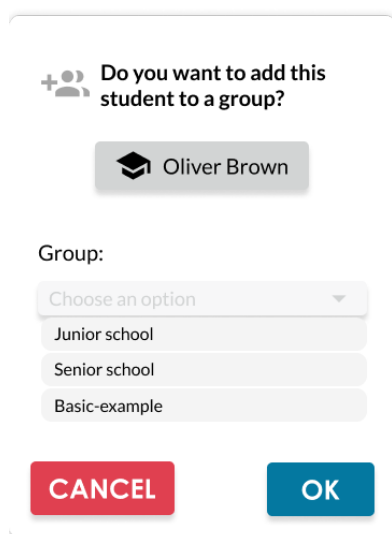 Do you want to add this
student to a group?
Oliver Brown
Group:
Choose an option
Junior school
Senior school
Basic-example
CANCEL
OK